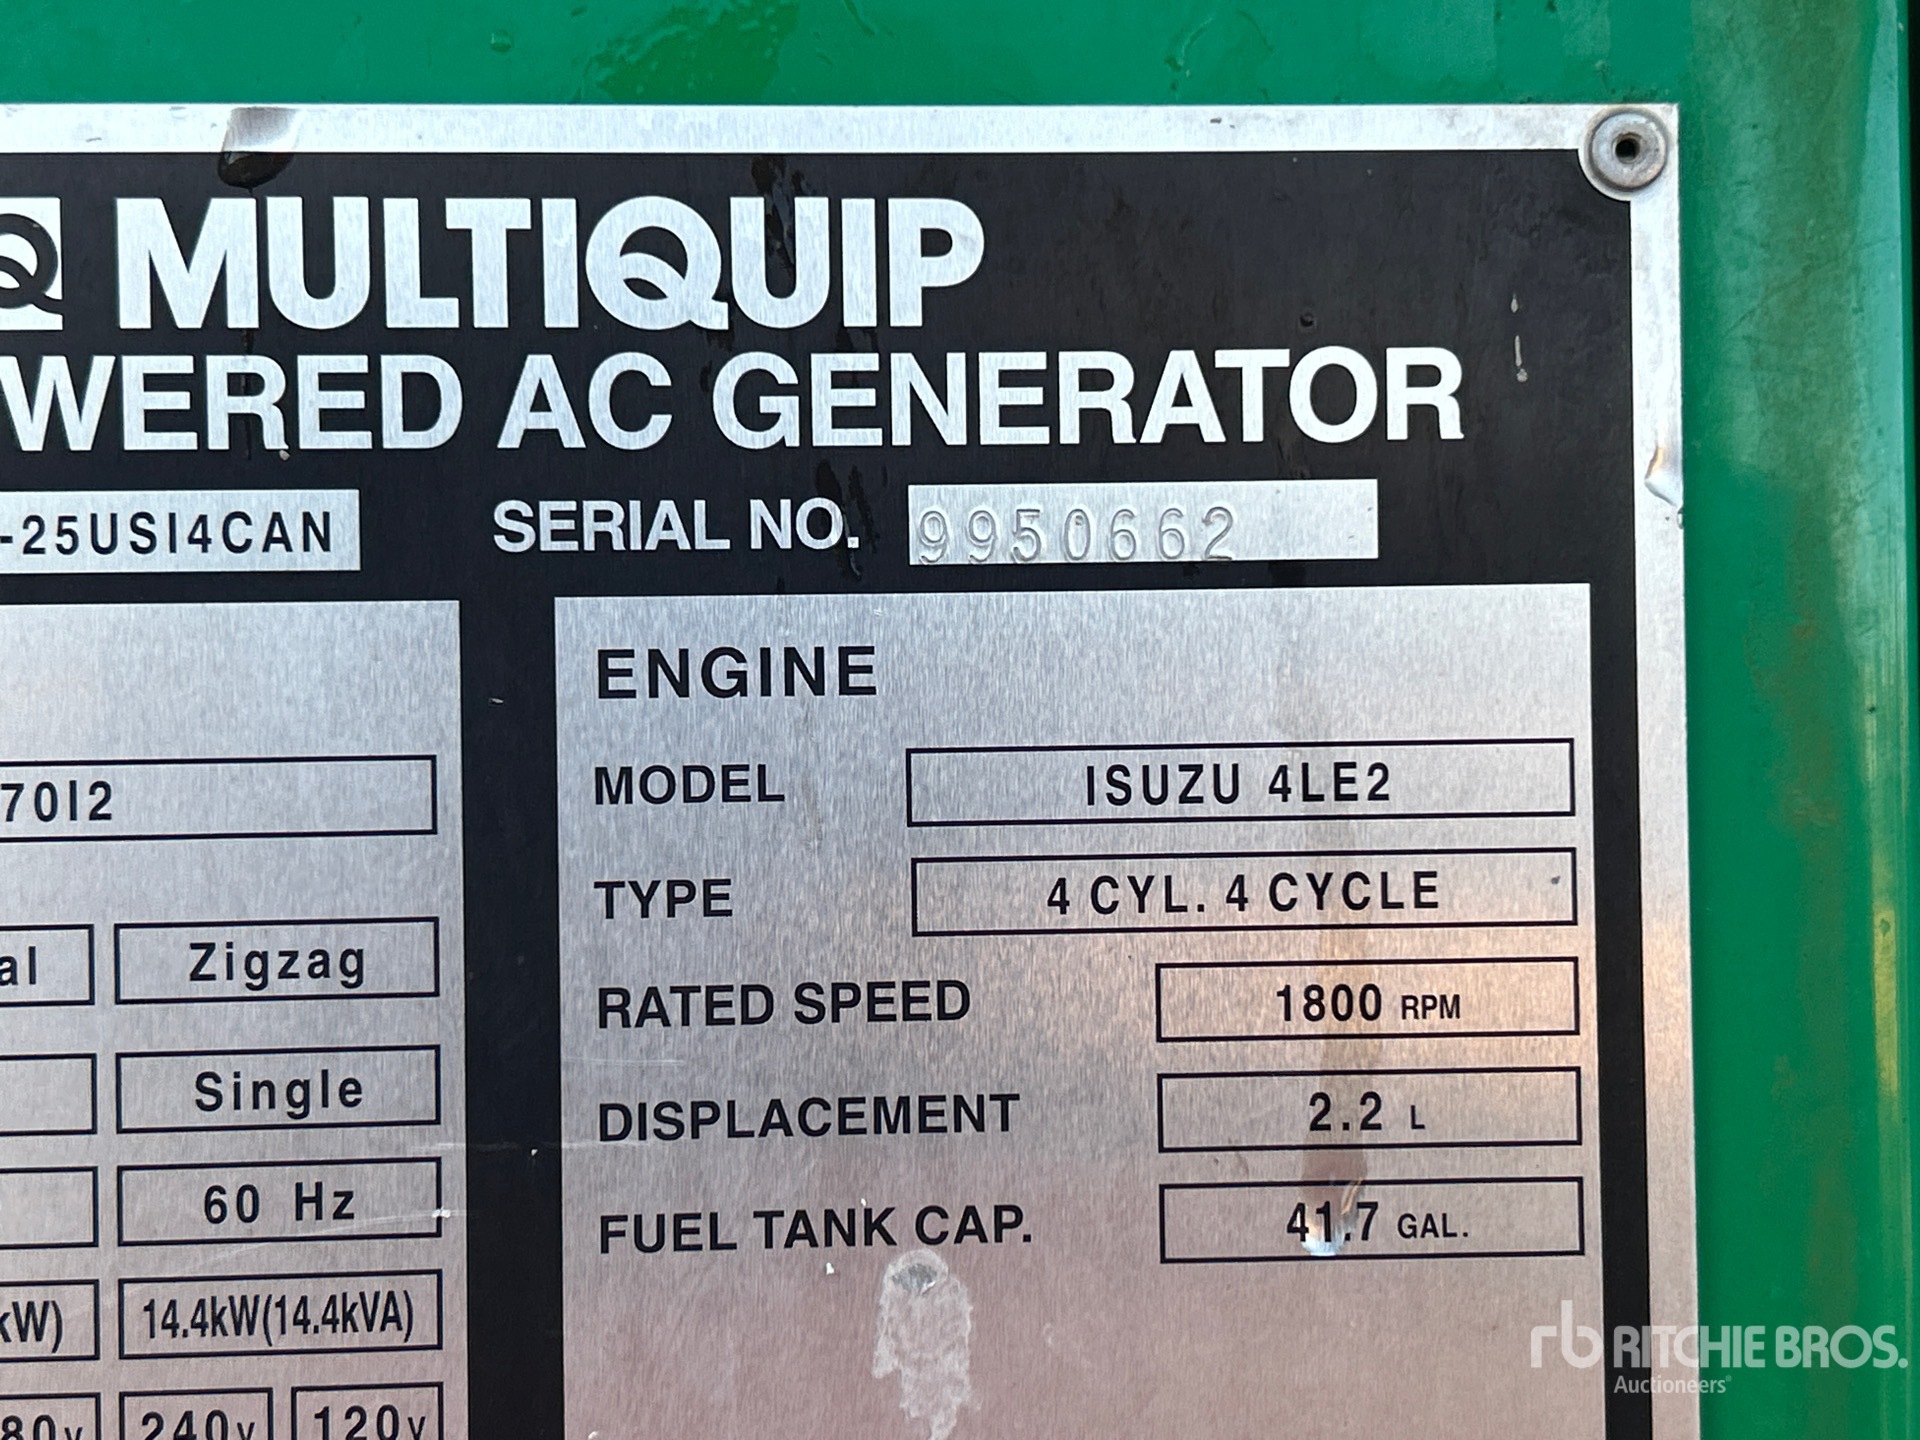 Q MULTIQUIP
WERED AC GENERATOR
-25USI4CAN SERIAL NO. 9950662
70I2
al Zigzag
Single
60 Hz
kW) 14.4kW(14.4kVA)
80V 240V 120V
ENGINE
MODEL ISUZU 4LE2
TYPE 4 CYL. 4 CYCLE
RATED SPEED 1800 RPM
DISPLACEMENT 2.2 L
FUEL TANK CAP. 41.7 GAL.
rb RITCHIE BROS.
Auctioneers